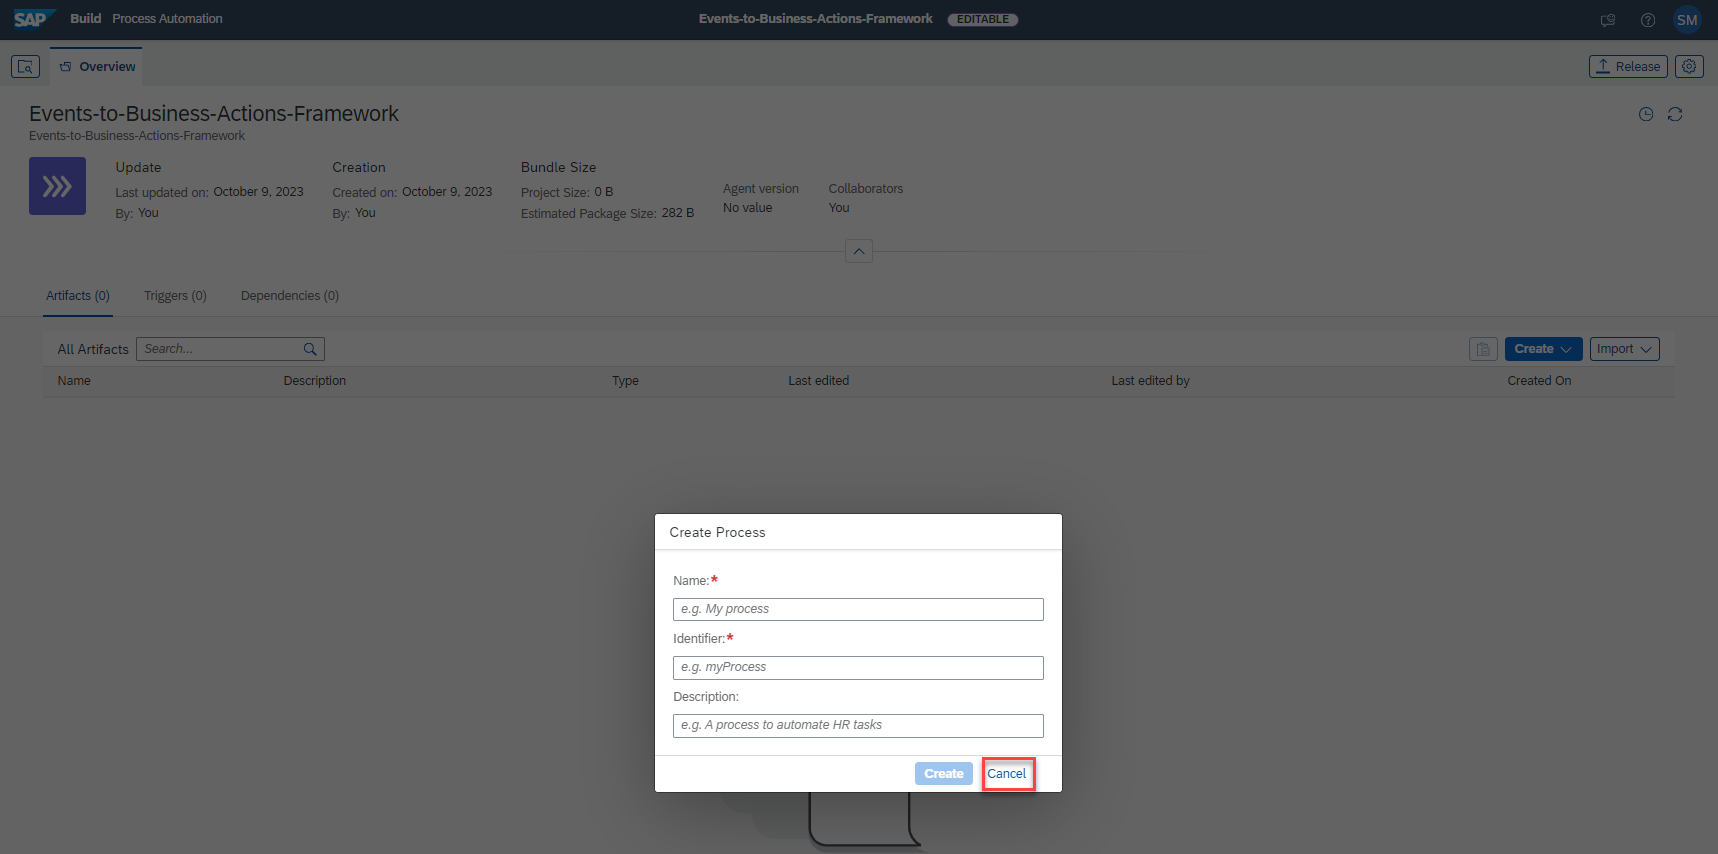 SAP Build Process Automation Events-to-Business-Actions-Framework EDITABLE SM
Overview Release
Events-to-Business-Actions-Framework
Events-to-Business-Actions-Framework
Update Creation Bundle Size
Last updated on: October 9, 2023 Created on: October 9, 2023 Project Size: 0 B Agent version Collaborators
By: You By: You Estimated Package Size: 282 B No value You
Artifacts (0) Triggers (0) Dependencies (0)
All Artifacts Search... Create Import
Name Description Type Last edited Last edited by Created On
Create Process
Name:*
e.g. My process
Identifier:*
e.g. myProcess
Description:
e.g. A process to automate HR tasks
Create Cancel